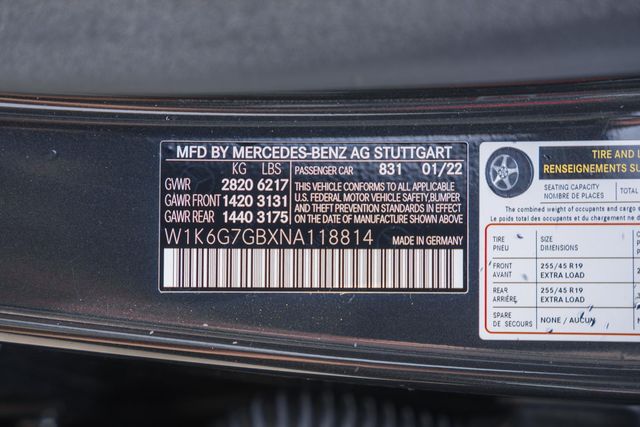 MFD BY MERCEDES-BENZ AG STUTTGART
KG LBS PASSENGER CAR 831 01/22
GVWR 2820 6217
GAWR FRONT 1420 3131
GAWR REAR 1440 3175
THIS VEHICLE CONFORMS TO ALL APPLICABLE
U.S. FEDERAL MOTOR VEHICLE SAFETY, BUMPER
AND THEFT PREVENTION STANDARDS IN EFFECT
ON THE DATE OF MANUFACTURE SHOWN ABOVE
W1K6G7GBXNA118814 MADE IN GERMANY
TIRE AND
RENSEIGNEMENTS
SEATING CAPACITY TOTAL
NOMBRE DE PLACES
The combined weight of occupants and cargo
Le poids total des occupants et du chargement ne
TIRE SIZE
PNEU DIMENSIONS
FRONT 255/45 R19
AVANT EXTRA LOAD
REAR 255/45 R19
ARRIÈRE EXTRA LOAD
SPARE NONE / AUCUN
DE SECOURS